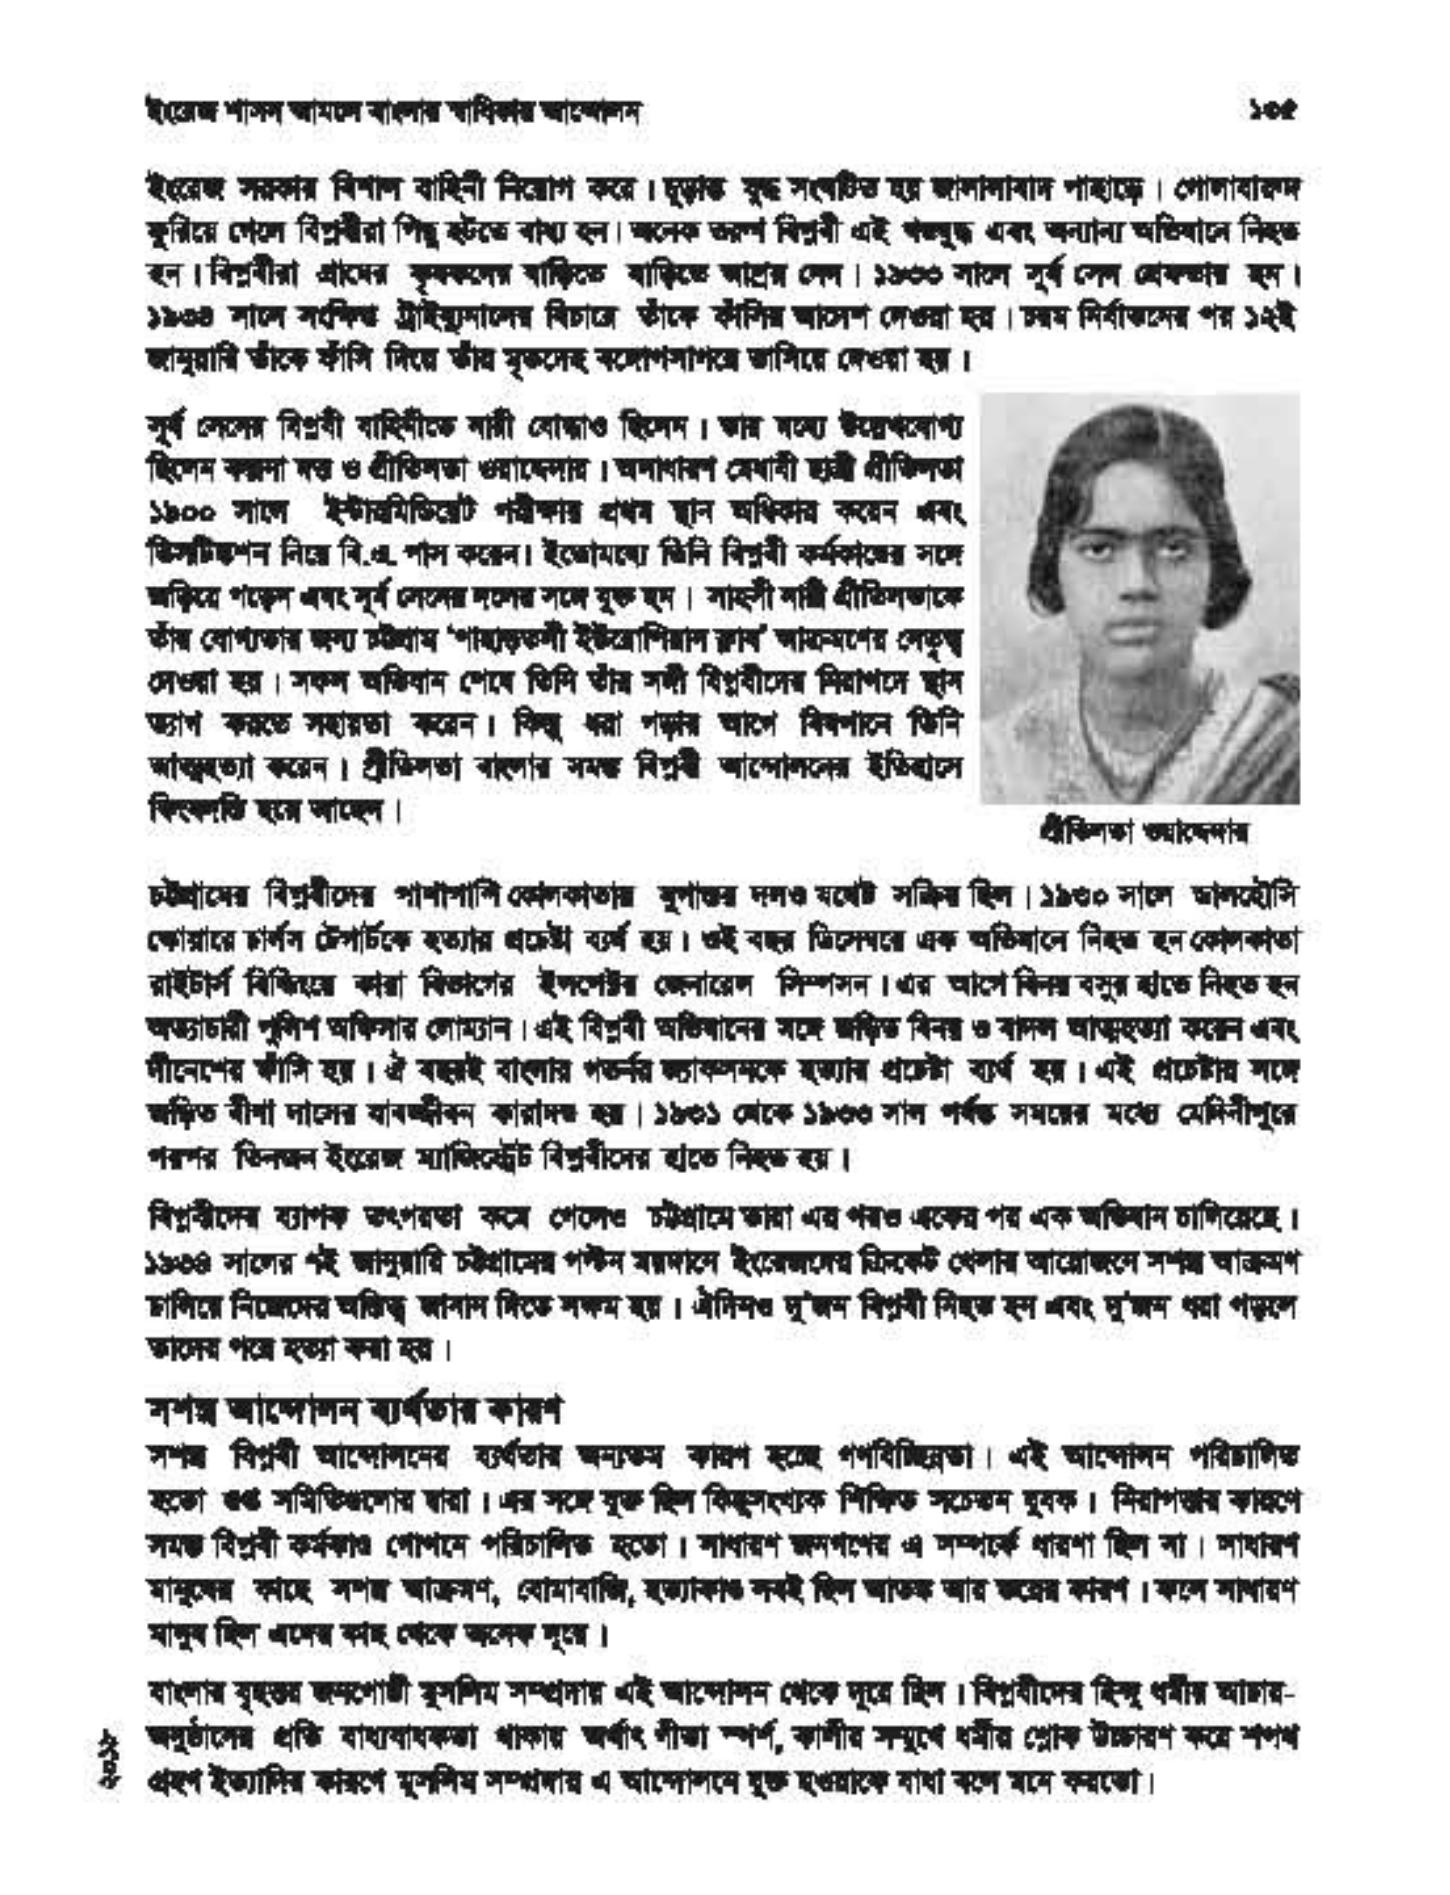 ইংরেজ শাসন আমলে বাংলার স্বাধিকার আন্দোলন
১৩৫
ইংরেজ সরকার বিশাল বাহিনী নিয়োগ করে। চূড়ান্ত যুদ্ধ সংঘটিত হয় জালালাবাদ পাহাড়ে। গোলাবারুদ
ফুরিয়ে গেলে বিপ্লবীরা পিছু হটতে বাধ্য হন। অনেক তরুণ বিপ্লবী এই খণ্ডযুদ্ধ এবং অন্যান্য অভিযানে নিহত
হন। বিপ্লবীরা গ্রামের কৃষকদের বাড়িতে বাড়িতে আশ্রয় নেন। ১৯৩৩ সালে সূর্য সেন গ্রেফতার হন।
১৯৩৪ সালে সংক্ষিপ্ত ট্রাইব্যুনালের বিচারে তাঁকে ফাঁসির আদেশ দেওয়া হয়। চরম নির্যাতনের পর ১২ই
জানুয়ারি তাঁকে ফাঁসি দিয়ে তাঁর মৃতদেহ বঙ্গোপসাগরে ভাসিয়ে দেওয়া হয়।
সূর্য সেনের বিপ্লবী বাহিনীতে নারী যোদ্ধাও ছিলেন। তার মধ্যে উল্লেখযোগ্য
ছিলেন কল্পনা দত্ত ও প্রীতিলতা ওয়াদ্দেদার। অসাধারণ মেধাবী ছাত্রী প্রীতিলতা
১৯০০ সালে ইন্টারমিডিয়েট পরীক্ষায় প্রথম স্থান অধিকার করেন এবং
ডিসটিংশন নিয়ে বি.এ. পাস করেন। ইতোমধ্যে তিনি বিপ্লবী কর্মকাণ্ডের সঙ্গে
জড়িয়ে পড়েন এবং সূর্য সেনের দলের সঙ্গে যুক্ত হন। সাহসী নারী প্রীতিলতাকে
তাঁর যোগ্যতার জন্য চট্টগ্রাম ‘পাহাড়তলী ইউরোপিয়ান ক্লাব’ আক্রমণের নেতৃত্ব
দেওয়া হয়। সফল অভিযান শেষে তিনি তাঁর সঙ্গী বিপ্লবীদের নিরাপদে স্থান
ত্যাগ করতে সহায়তা করেন। কিন্তু ধরা পড়ার আগে বিষপানে তিনি
আত্মহত্যা করেন। প্রীতিলতা বাংলার সশস্ত্র বিপ্লবী আন্দোলনের ইতিহাসে
কিংবদন্তি হয়ে আছেন।
প্রীতিলতা ওয়াদ্দেদার
চট্টগ্রামের বিপ্লবীদের পাশাপাশি কোলকাতায় যুগান্তর দলও যথেষ্ট সক্রিয় ছিল। ১৯৩০ সালে ডালহৌসি
স্কোয়ারে চার্লস টেগার্টকে হত্যার প্রচেষ্টা ব্যর্থ হয়। ওই বছর ডিসেম্বরে এক অভিযানে নিহত হন কোলকাতা
রাইটার্স বিল্ডিংয়ে কারা বিভাগের ইন্সপেক্টর জেনারেল সিম্পসন। এর আগে বিনয় বসুর হাতে নিহত হন
অত্যাচারী পুলিশ অফিসার লোম্যান। এই বিপ্লবী অভিযানের সঙ্গে জড়িত বিনয় ও বাদল আত্মহত্যা করেন এবং
দীনেশের ফাঁসি হয়। ঐ বছরই বাংলার গভর্নর জ্যাকসনকে হত্যার প্রচেষ্টা ব্যর্থ হয়। এই প্রচেষ্টার সঙ্গে
জড়িত বীণা দাসের যাবজ্জীবন কারাদণ্ড হয়। ১৯৩১ থেকে ১৯৩৩ সাল পর্যন্ত সময়ের মধ্যে মেদিনীপুরে
পরপর তিনজন ইংরেজ ম্যাজিস্ট্রেট বিপ্লবীদের হাতে নিহত হয়।
বিপ্লবীদের ব্যাপক তৎপরতা কমে গেলেও চট্টগ্রামে তারা এর পরও একের পর এক অভিযান চালিয়েছে।
১৯৩৪ সালের ৭ই জানুয়ারি চট্টগ্রামের পল্টন ময়দানে ইংরেজদের ক্রিকেট খেলার আয়োজনে সশস্ত্র আক্রমণ
চালিয়ে নিজেদের অস্তিত্ব জানান দিতে সক্ষম হয়। ঐদিনও দু'জন বিপ্লবী নিহত হন এবং দু'জন ধরা পড়লে
তাদের পরে হত্যা করা হয়।
সশস্ত্র আন্দোলন ব্যর্থতার কারণ
সশস্ত্র বিপ্লবী আন্দোলনের ব্যর্থতার অন্যতম কারণ হচ্ছে গণবিচ্ছিন্নতা। এই আন্দোলন পরিচালিত
হতো গুপ্ত সমিতিগুলোর দ্বারা। এর সঙ্গে যুক্ত ছিল কিছুসংখ্যক শিক্ষিত সচেতন যুবক। নিরাপত্তার কারণে
সমস্ত বিপ্লবী কর্মকাণ্ড গোপনে পরিচালিত হতো। সাধারণ জনগণের এ সম্পর্কে ধারণা ছিল না। সাধারণ
মানুষের কাছে সশস্ত্র আক্রমণ, বোমাবাজি, হত্যাকাণ্ড সবই ছিল আতঙ্ক আর ভয়ের কারণ। ফলে সাধারণ
মানুষ ছিল এদের কাছ থেকে অনেক দূরে।
বাংলার বৃহত্তর জনগোষ্ঠী মুসলিম সম্প্রদায় এই আন্দোলন থেকে দূরে ছিল। বিপ্লবীদের হিন্দু ধর্মীয় আচার-
অনুষ্ঠানের প্রতি বাধ্যবাধকতা থাকায় অর্থাৎ গীতা স্পর্শ, কালীর সম্মুখে ধর্মীয় শ্লোক উচ্চারণ করে শপথ
গ্রহণ ইত্যাদির কারণে মুসলিম সম্প্রদায় এ আন্দোলনে যুক্ত হওয়াকে বাধা বলে মনে করতো।
২০১৮